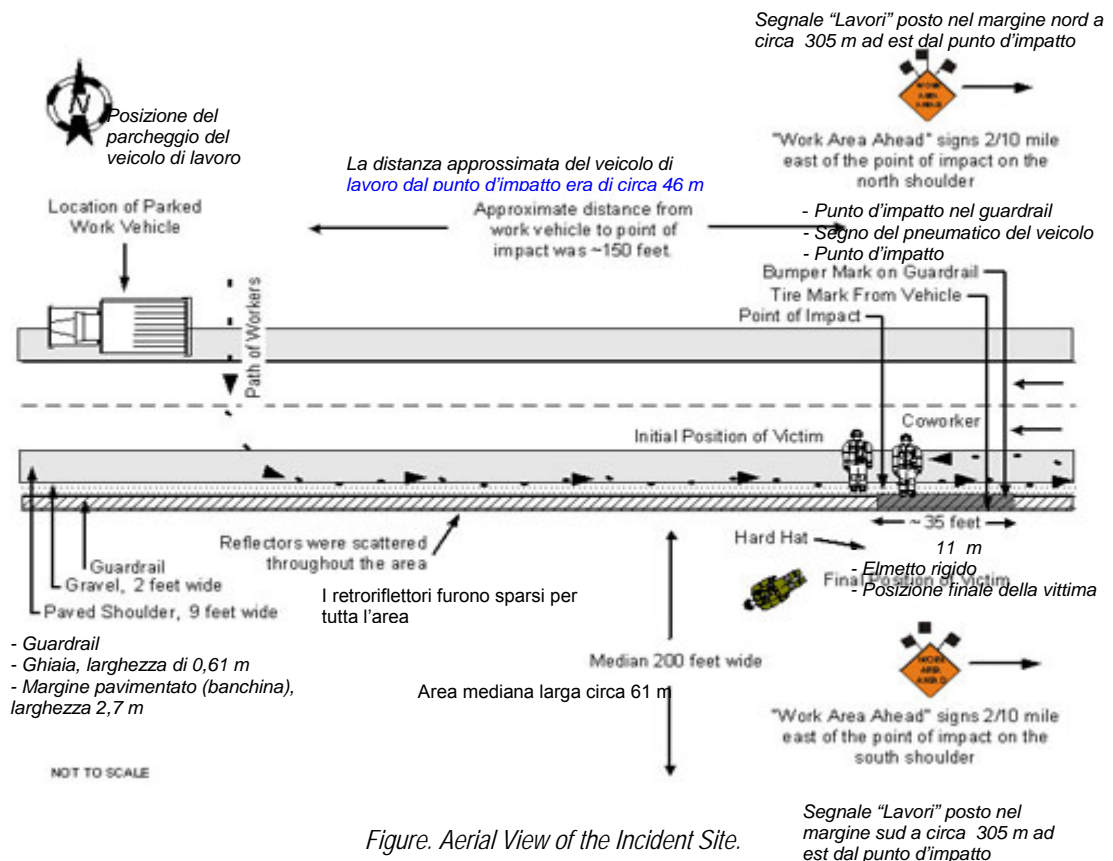 Segnale “Lavori” posto nel margine nord a
circa 305 m ad est dal punto d’impatto
N
Posizione del
parcheggio del
veicolo di lavoro
WORK
AREA
AHEAD
La distanza approssimata del veicolo di
lavoro dal punto d’impatto era di circa 46 m
"Work Area Ahead" signs 2/10 mile
east of the point of impact on the
north shoulder
Location of Parked
Work Vehicle
Approximate distance from
work vehicle to point of
impact was ~150 feet.
- Punto d’impatto nel guardrail
- Segno del pneumatico del veicolo
- Punto d’impatto
Bumper Mark on Guardrail
Tire Mark From Vehicle
Point of Impact
Path of Workers
Initial Position of Victim
Coworker
~ 35 feet
Reflectors were scattered
throughout the area
Hard Hat
11 m
- Elmetto rigido
Final Position of Victim
- Posizione finale della vittima
Guardrail
Gravel, 2 feet wide
Paved Shoulder, 9 feet wide
I retroriflettori furono sparsi per
tutta l’area
- Guardrail
- Ghiaia, larghezza di 0,61 m
- Margine pavimentato (banchina),
larghezza 2,7 m
Median 200 feet wide
Area mediana larga circa 61 m
WORK
AREA
AHEAD
"Work Area Ahead" signs 2/10 mile
east of the point of impact on the
south shoulder
NOT TO SCALE
Segnale “Lavori” posto nel
margine sud a circa 305 m ad
est dal punto d’impatto
Figure. Aerial View of the Incident Site.